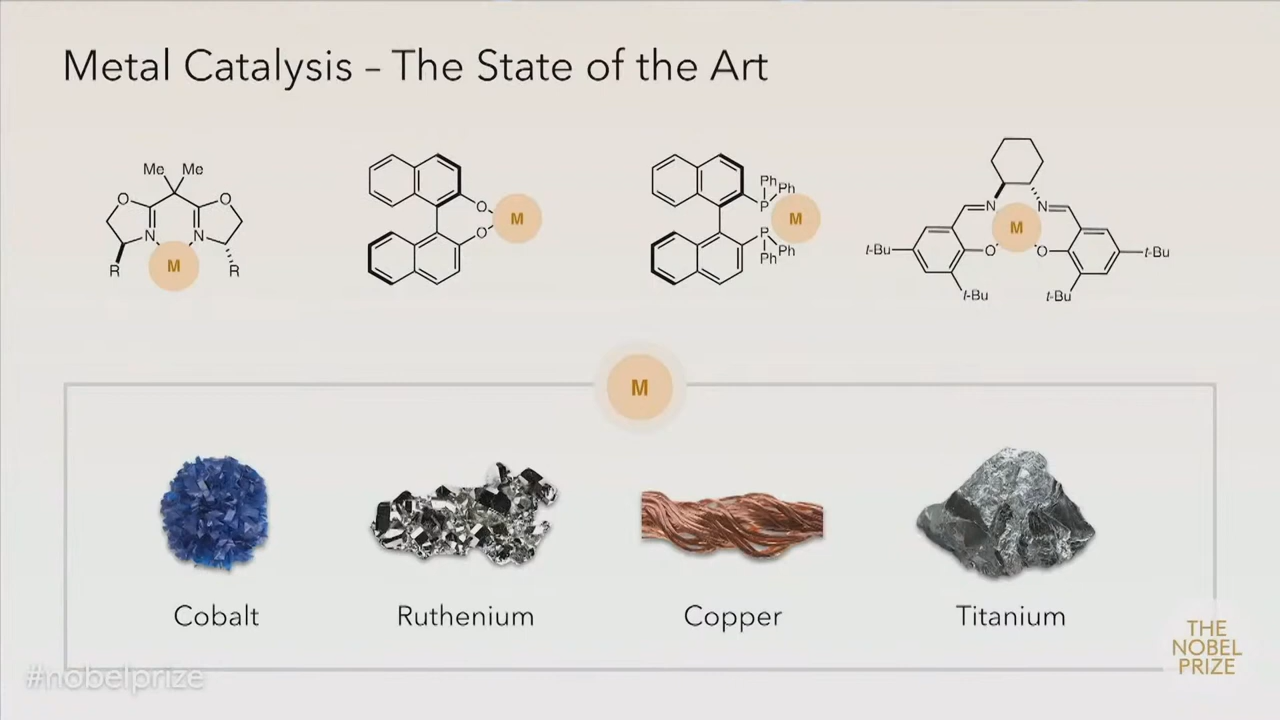 Metal Catalysis – The State of the Art
Me Me
O O
N N
M
R R
O
O
M
Ph
Ph
P
M
P
Ph
Ph
N N
M
O O
t-Bu t-Bu
t-Bu t-Bu
M
Cobalt Ruthenium Copper Titanium
THE
NOBEL
PRIZE
#nobelprize